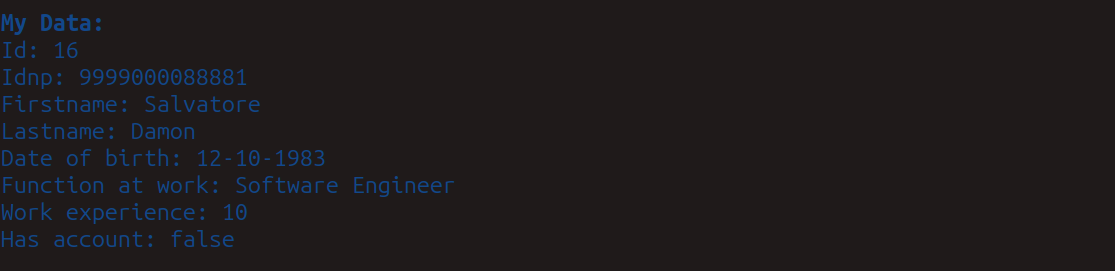 My Data:
Id: 16
Idnp: 9999000088881
Firstname: Salvatore
Lastname: Damon
Date of birth: 12-10-1983
Function at work: Software Engineer
Work experience: 10
Has account: false